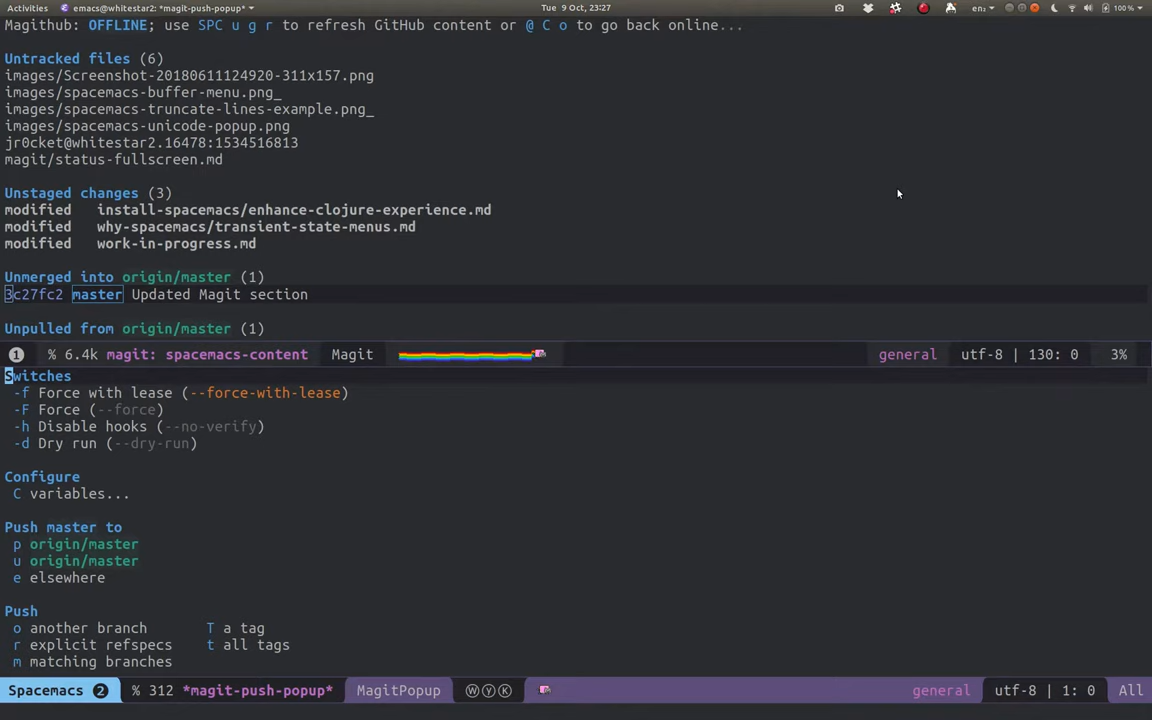 Activities emacs@whitestar2: *magit-push-popup* Tue 9 Oct, 23:27 en₂ 100 %
Magithub: OFFLINE; use SPC u g r to refresh GitHub content or @ C o to go back online...
Untracked files (6)
images/Screenshot-20180611124920-311x157.png
images/spacemacs-buffer-menu.png_
images/spacemacs-truncate-lines-example.png_
images/spacemacs-unicode-popup.png
jr0cket@whitestar2.16478:1534516813
magit/status-fullscreen.md
Unstaged changes (3)
modified install-spacemacs/enhance-clojure-experience.md
modified why-spacemacs/transient-state-menus.md
modified work-in-progress.md
Unmerged into origin/master (1)
3c27fc2 master Updated Magit section
Unpulled from origin/master (1)
1 % 6.4k magit: spacemacs-content Magit general utf-8 | 130: 0 3%
Switches
-f Force with lease (--force-with-lease)
-F Force (--force)
-h Disable hooks (--no-verify)
-d Dry run (--dry-run)
Configure
C variables...
Push master to
p origin/master
u origin/master
e elsewhere
Push
o another branch T a tag
r explicit refspecs t all tags
m matching branches
Spacemacs 2 % 312 *magit-push-popup* MagitPopup ⓌⓎⓀ general utf-8 | 1: 0 All